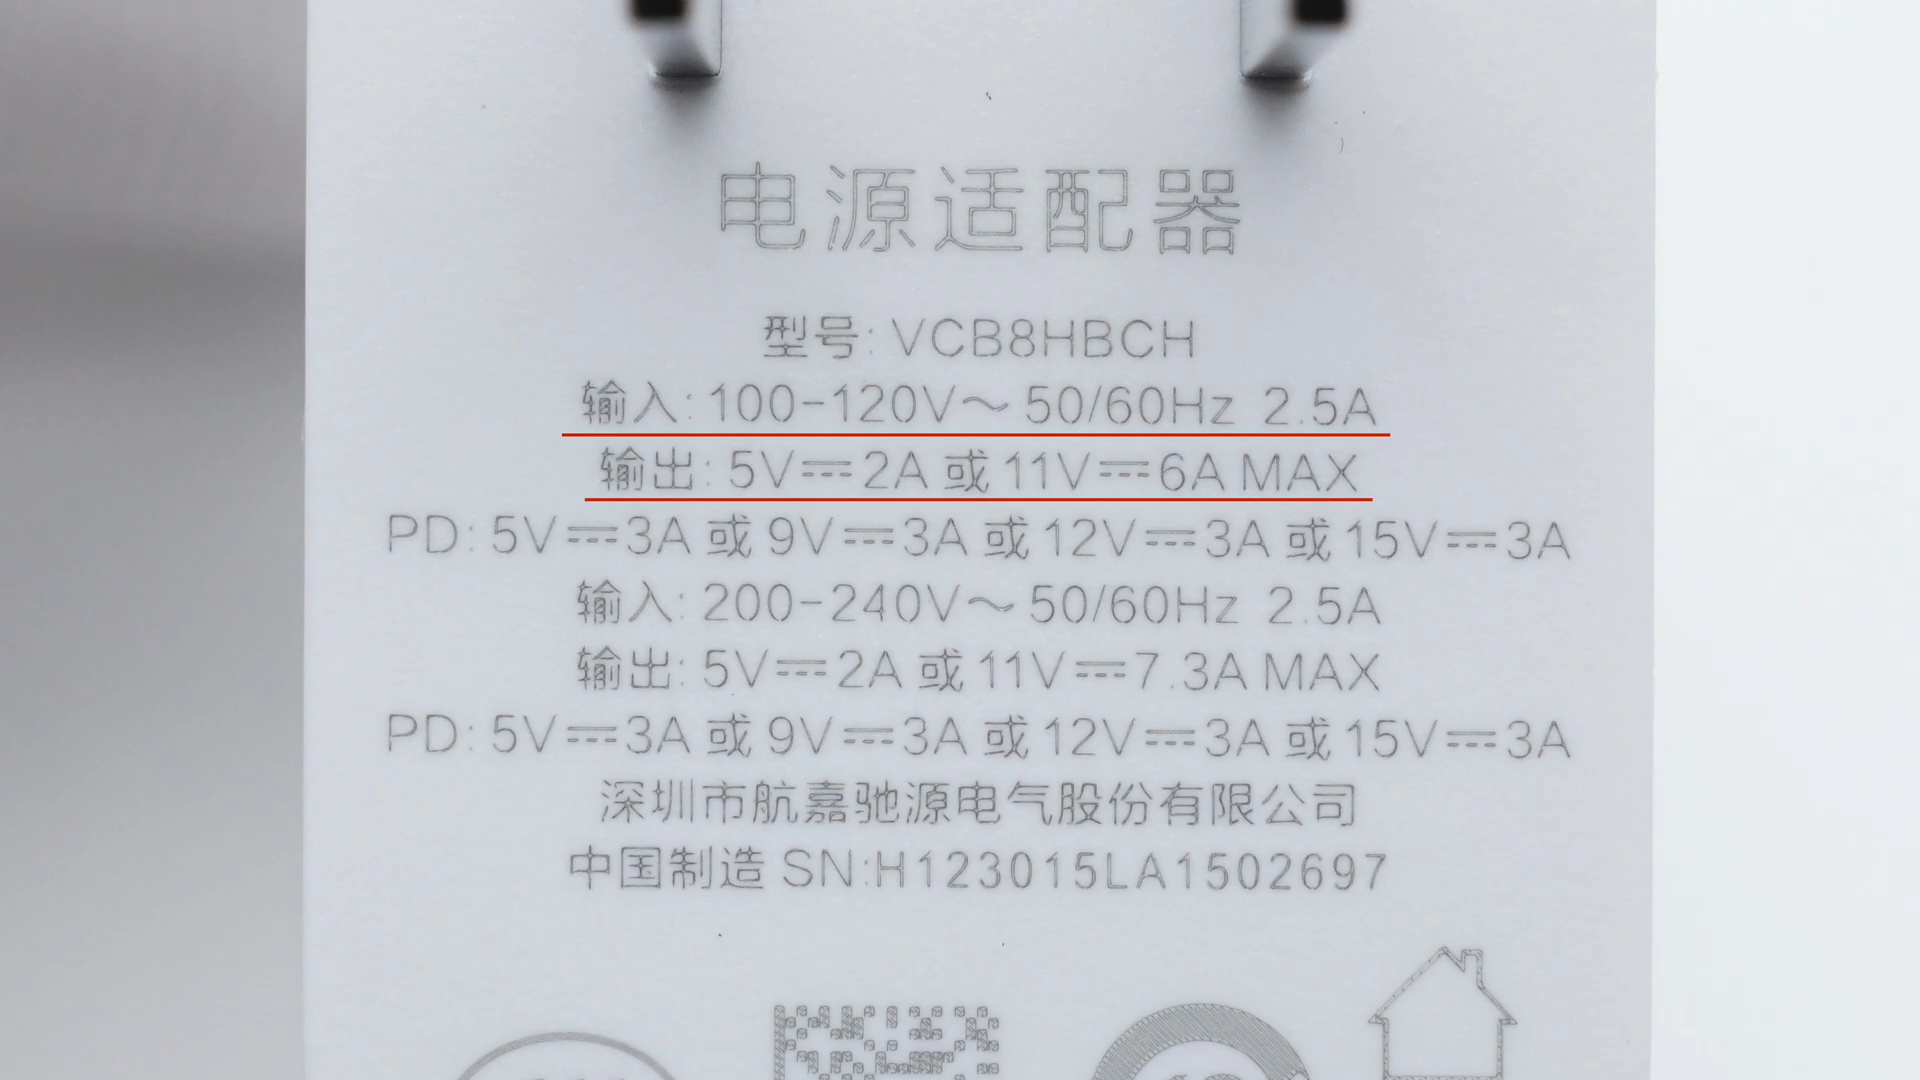 电源适配器
型号: VCB8HBCH
输入: 100-120V～ 50/60Hz 2.5A
输出: 5V⎓2A 或 11V⎓6A MAX
PD: 5V⎓3A 或 9V⎓3A 或 12V⎓3A 或 15V⎓3A
输入: 200-240V～ 50/60Hz 2.5A
输出: 5V⎓2A 或 11V⎓7.3A MAX
PD: 5V⎓3A 或 9V⎓3A 或 12V⎓3A 或 15V⎓3A
深圳市航嘉驰源电气股份有限公司
中国制造 SN:H123015LA1502697